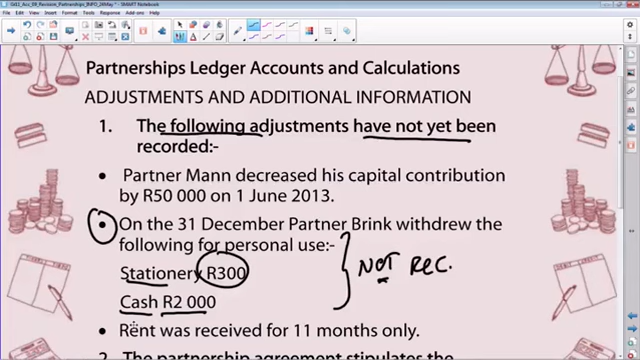 Gr11_Acc_09_Revision_Partnerships_INFO_26May * - SMART Notebook
File Edit View Insert Format Tools Add-ons Help
Partnerships Ledger Accounts and Calculations
ADJUSTMENTS AND ADDITIONAL INFORMATION
1. The following adjustments have not yet been
recorded:-
• Partner Mann decreased his capital contribution
by R50 000 on 1 June 2013.
• On the 31 December Partner Brink withdrew the
following for personal use:-
Stationery R300
NOT REC.
Cash R2 000
• Rent was received for 11 months only.
2. The partnership agreement stipulates the